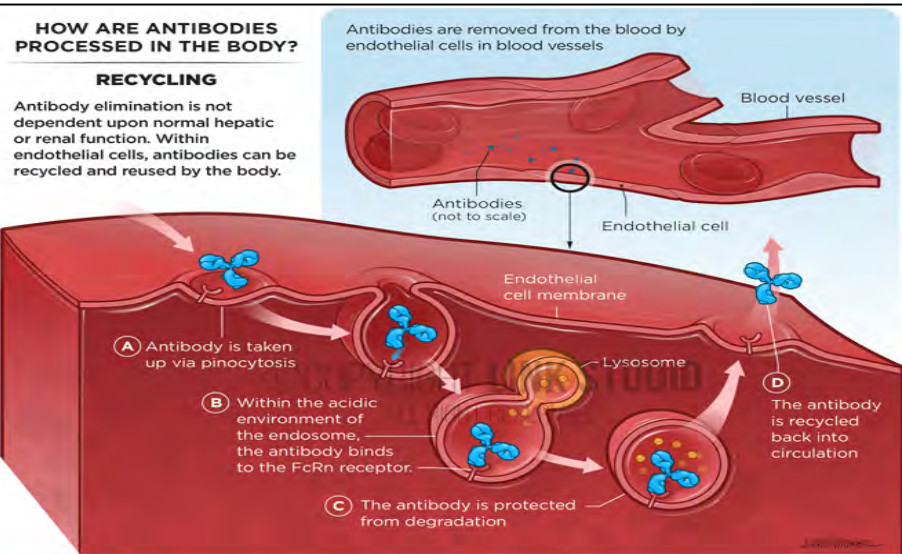 HOW ARE ANTIBODIES
PROCESSED IN THE BODY?
RECYCLING
Antibody elimination is not
dependent upon normal hepatic
or renal function. Within
endothelial cells, antibodies can be
recycled and reused by the body.
Antibodies are removed from the blood by
endothelial cells in blood vessels
Blood vessel
Antibodies
(not to scale)
Endothelial cell
Endothelial
cell membrane
A Antibody is taken
up via pinocytosis
Lysosome
B Within the acidic
environment of
the endosome,
the antibody binds
to the FcRn receptor.
C The antibody is protected
from degradation
D
The antibody
is recycled
back into
circulation
COPYRIGHT
STUDIO